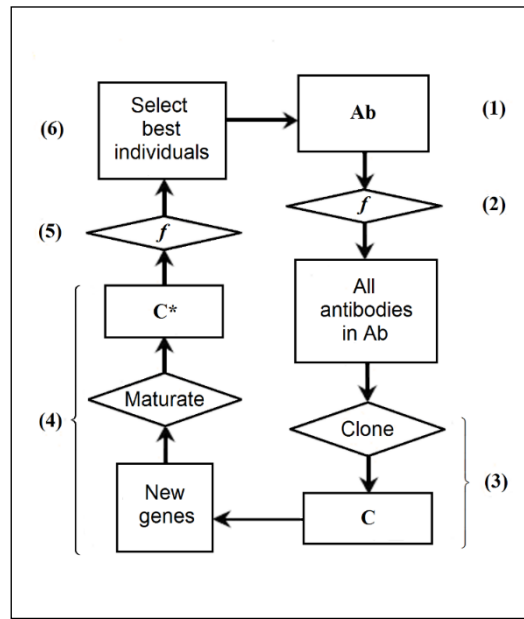 Select
best
individuals
(6)
Ab
(1)
f
(2)
All
antibodies
in Ab
Clone
(3)
C
New
genes
Maturate
(4)
C*
f
(5)